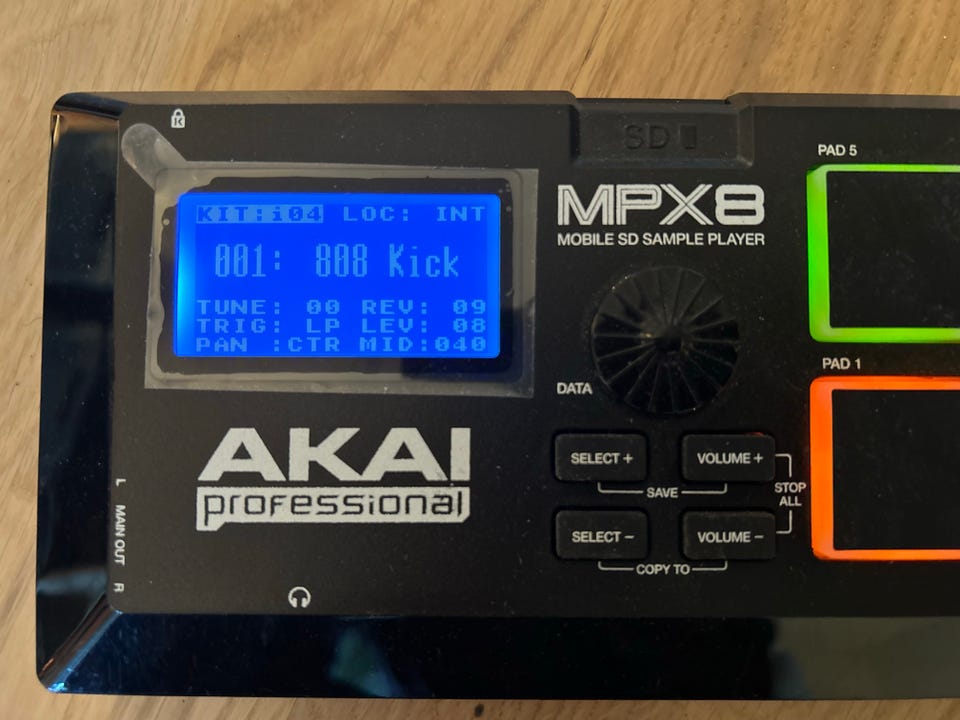 SD
PAD 5
KIT:i04 LOC: INT
001: 808 Kick
TUNE: 00 REV: 09
TRIG: LP LEV: 08
PAN :CTR MID:040
MPX8
MOBILE SD SAMPLE PLAYER
PAD 1
DATA
AKAI
professional
SELECT +
VOLUME +
SAVE
STOP
ALL
SELECT -
VOLUME -
COPY TO
L MAIN OUT R